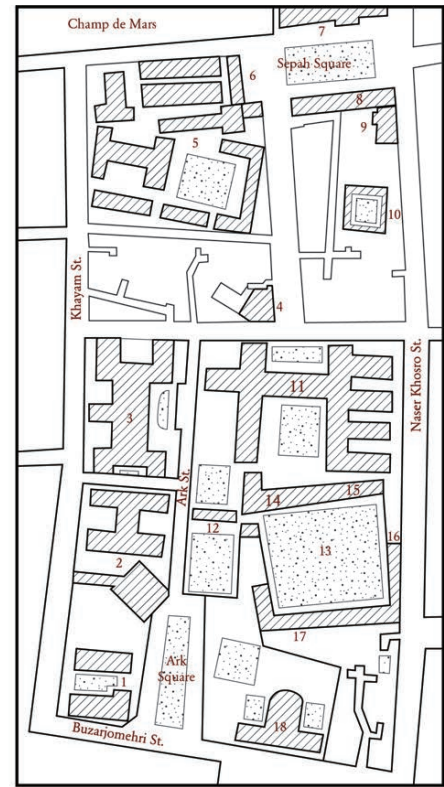 Champ de Mars
7
6
Sepah Square
8
9
5
10
Khayam St.
4
Naser Khosro St.
11
3
Ark St.
14
15
12
13
16
2
17
1
Ark
Square
18
Buzarjomehri St.